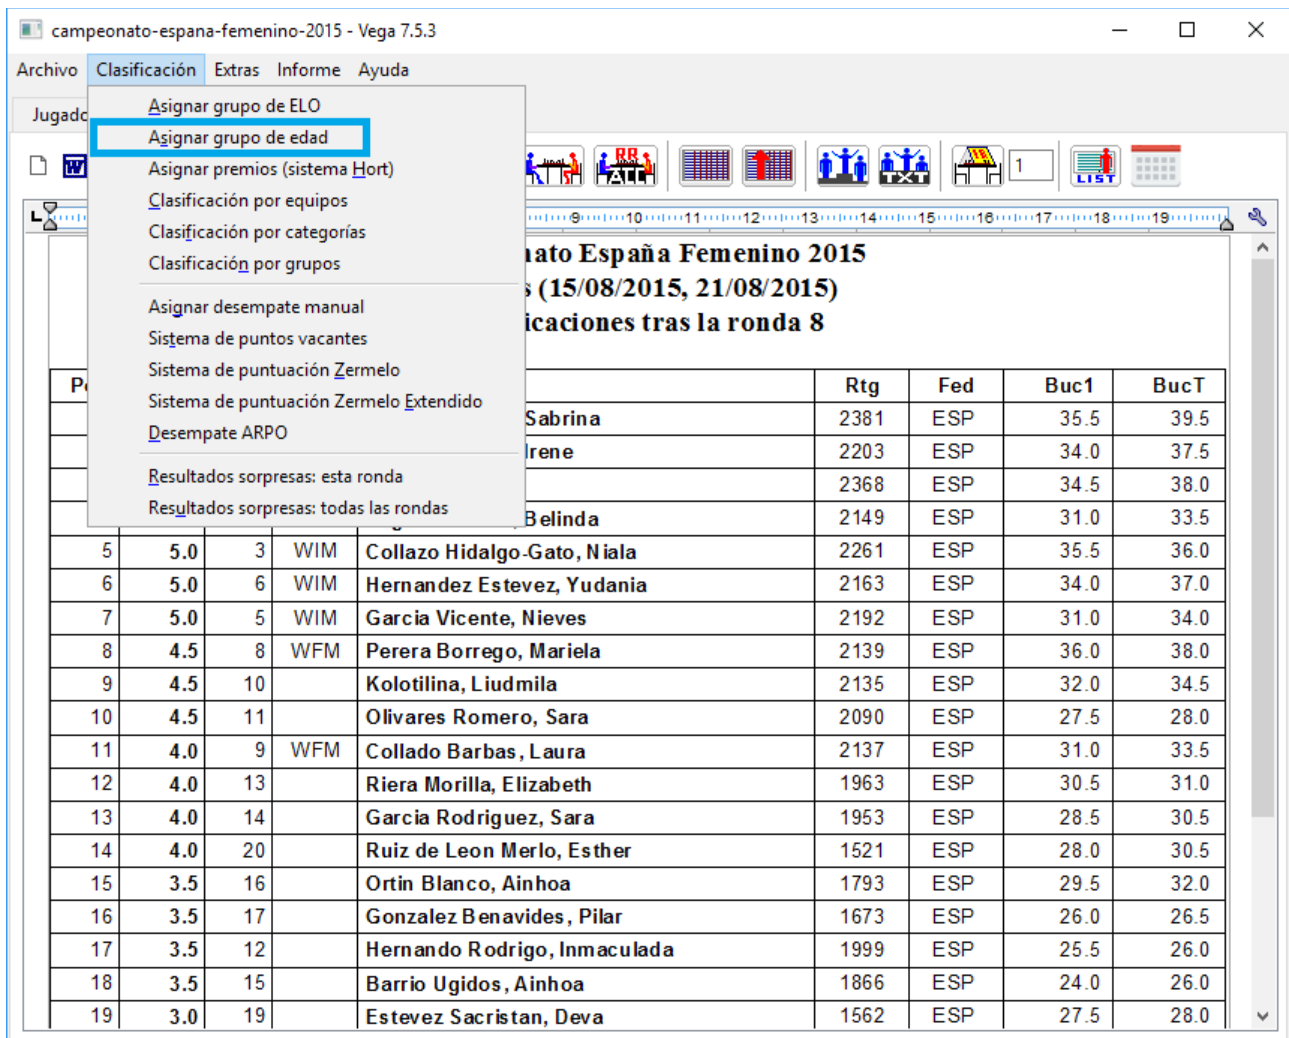 campeonato-espana-femenino-2015 - Vega 7.5.3
Archivo Clasificación Extras Informe Ayuda
Asignar grupo de ELO
Asignar grupo de edad
Asignar premios (sistema Hort)
Clasificación por equipos
Clasificación por categorías
Clasificación por grupos
Asignar desempate manual
Sistema de puntos vacantes
Sistema de puntuación Zermelo
Sistema de puntuación Zermelo Extendido
Desempate ARPO
Resultados sorpresas: esta ronda
Resultados sorpresas: todas las rondas
Jugado
W RR PAIR TXT 1 LIST
9 10 11 12 13 14 15 16 17 18 19
nato España Femenino 2015
s (15/08/2015, 21/08/2015)
icaciones tras la ronda 8
Rtg Fed Buc1 BucT
Sabrina 2381 ESP 35.5 39.5
Irene 2203 ESP 34.0 37.5
2368 ESP 34.5 38.0
Belinda 2149 ESP 31.0 33.5
5 5.0 3 WIM Collazo Hidalgo-Gato, Niala 2261 ESP 35.5 36.0
6 5.0 6 WIM Hernandez Estevez, Yudania 2163 ESP 34.0 37.0
7 5.0 5 WIM Garcia Vicente, Nieves 2192 ESP 31.0 34.0
8 4.5 8 WFM Perera Borrego, Mariela 2139 ESP 36.0 38.0
9 4.5 10 Kolotilina, Liudmila 2135 ESP 32.0 34.5
10 4.5 11 Olivares Romero, Sara 2090 ESP 27.5 28.0
11 4.0 9 WFM Collado Barbas, Laura 2137 ESP 31.0 33.5
12 4.0 13 Riera Morilla, Elizabeth 1963 ESP 30.5 31.0
13 4.0 14 Garcia Rodriguez, Sara 1953 ESP 28.5 30.5
14 4.0 20 Ruiz de Leon Merlo, Esther 1521 ESP 28.0 30.5
15 3.5 16 Ortin Blanco, Ainhoa 1793 ESP 29.5 32.0
16 3.5 17 Gonzalez Benavides, Pilar 1673 ESP 26.0 26.5
17 3.5 12 Hernando Rodrigo, Inmaculada 1999 ESP 25.5 26.0
18 3.5 15 Barrio Ugidos, Ainhoa 1866 ESP 24.0 26.0
19 3.0 19 Estevez Sacristan, Deva 1562 ESP 27.5 28.0